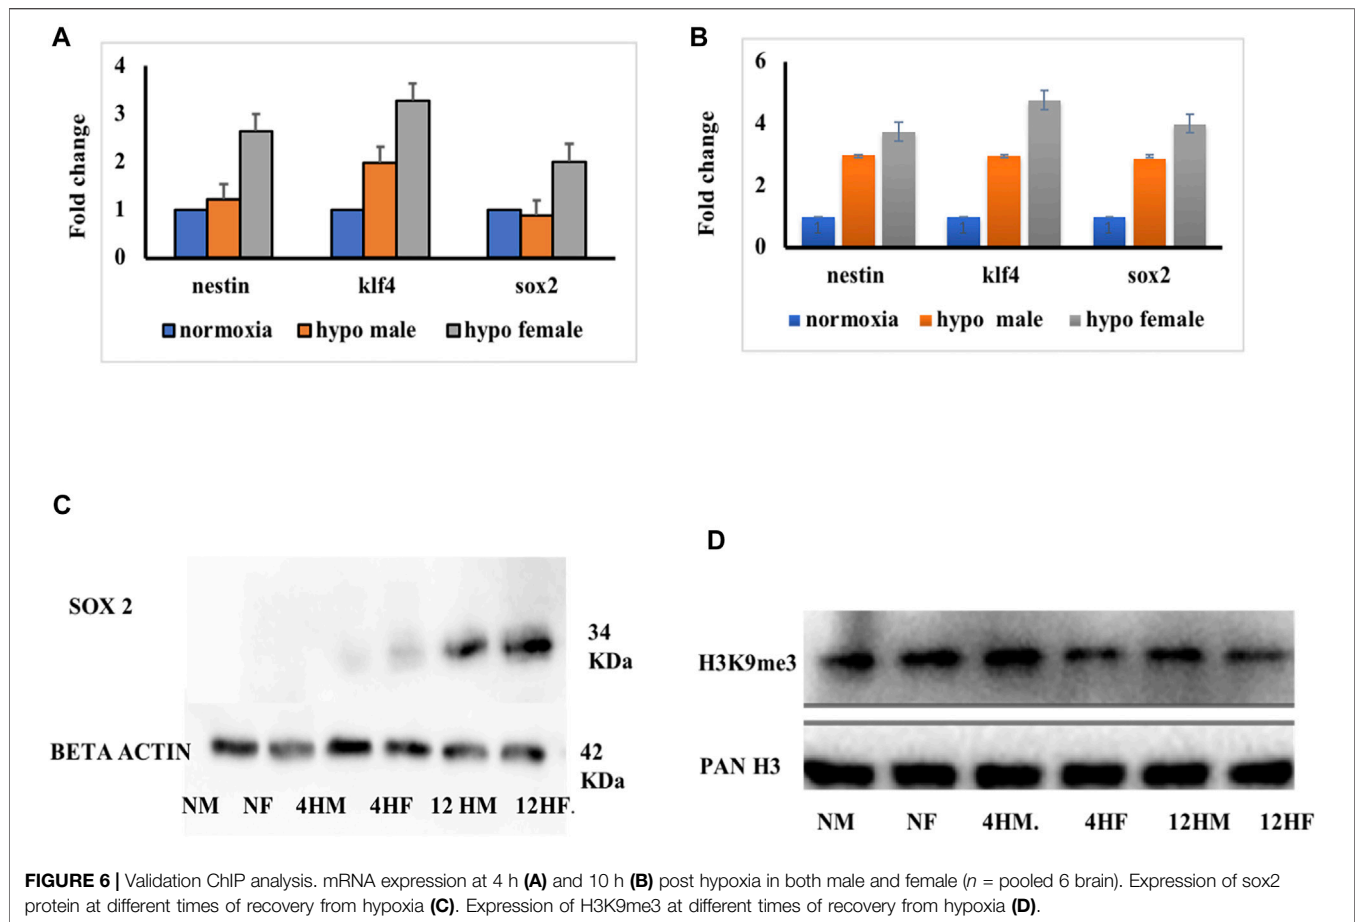 A
4
3
2
1
0
Fold change
nestin klf4 sox2
normoxia hypo male hypo female
B
6
4
2
0
Fold change
nestin klf4 sox2
normoxia hypo male hypo female
C
SOX 2
34
KDa
BETA ACTIN
42
KDa
NM NF 4HM 4HF 12 HM 12HF.
D
H3K9me3
PAN H3
NM NF 4HM. 4HF 12HM 12HF
FIGURE 6 | Validation ChIP analysis. mRNA expression at 4 h (A) and 10 h (B) post hypoxia in both male and female (n = pooled 6 brain). Expression of sox2
protein at different times of recovery from hypoxia (C). Expression of H3K9me3 at different times of recovery from hypoxia (D).